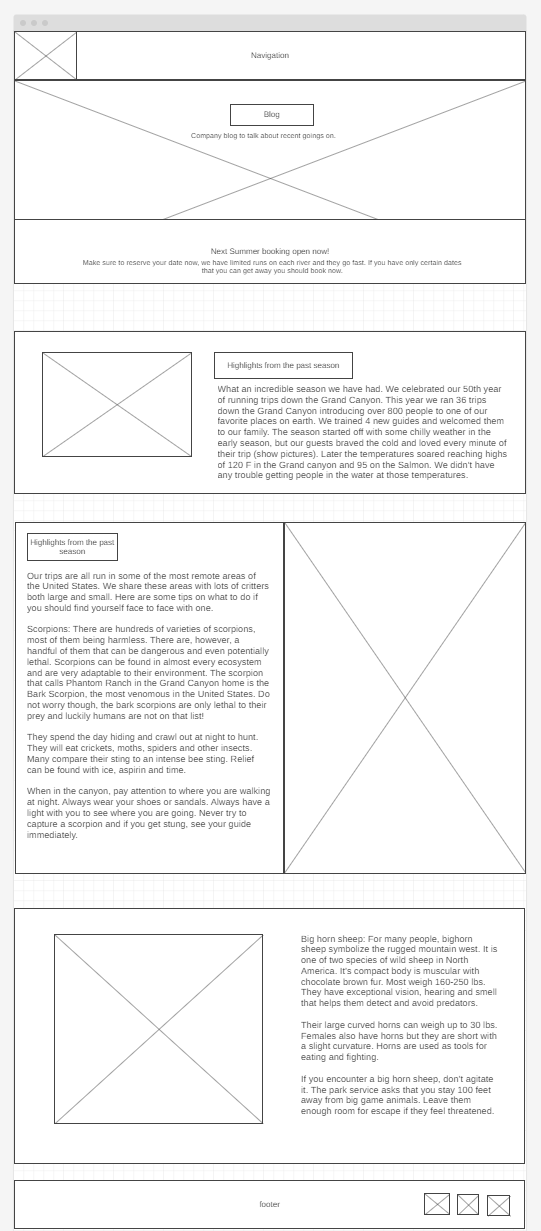 Navigation
Blog
Company blog to talk about recent goings on.
Next Summer booking open now!
Make sure to reserve your date now, we have limited runs on each river and they go fast. If you have only certain dates
that you can get away you should book now.
Highlights from the past season
What an incredible season we have had. We celebrated our 50th year
of running trips down the Grand Canyon. This year we ran 36 trips
down the Grand Canyon introducing over 800 people to one of our
favorite places on earth. We trained 4 new guides and welcomed them
to our family. The season started off with some chilly weather in the
early season, but our guests braved the cold and loved every minute of
their trip (show pictures). Later the temperatures soared reaching highs
of 120 F in the Grand canyon and 95 on the Salmon. We didn't have
any trouble getting people in the water at those temperatures.
Highlights from the past
season
Our trips are all run in some of the most remote areas of
the United States. We share these areas with lots of critters
both large and small. Here are some tips on what to do if
you should find yourself face to face with one.
Scorpions: There are hundreds of varieties of scorpions,
most of them being harmless. There are, however, a
handful of them that can be dangerous and even potentially
lethal. Scorpions can be found in almost every ecosystem
and are very adaptable to their environment. The scorpion
that calls Phantom Ranch in the Grand Canyon home is the
Bark Scorpion, the most venomous in the United States. Do
not worry though, the bark scorpions are only lethal to their
prey and luckily humans are not on that list!
They spend the day hiding and crawl out at night to hunt.
They will eat crickets, moths, spiders and other insects.
Many compare their sting to an intense bee sting. Relief
can be found with ice, aspirin and time.
When in the canyon, pay attention to where you are walking
at night. Always wear your shoes or sandals. Always have a
light with you to see where you are going. Never try to
capture a scorpion and if you get stung, see your guide
immediately.
Big horn sheep: For many people, bighorn
sheep symbolize the rugged mountain west. It is
one of two species of wild sheep in North
America. It's compact body is muscular with
chocolate brown fur. Most weigh 160-250 lbs.
They have exceptional vision, hearing and smell
that helps them detect and avoid predators.
Their large curved horns can weigh up to 30 lbs.
Females also have horns but they are short with
a slight curvature. Horns are used as tools for
eating and fighting.
If you encounter a big horn sheep, don't agitate
it. The park service asks that you stay 100 feet
away from big game animals. Leave them
enough room for escape if they feel threatened.
footer